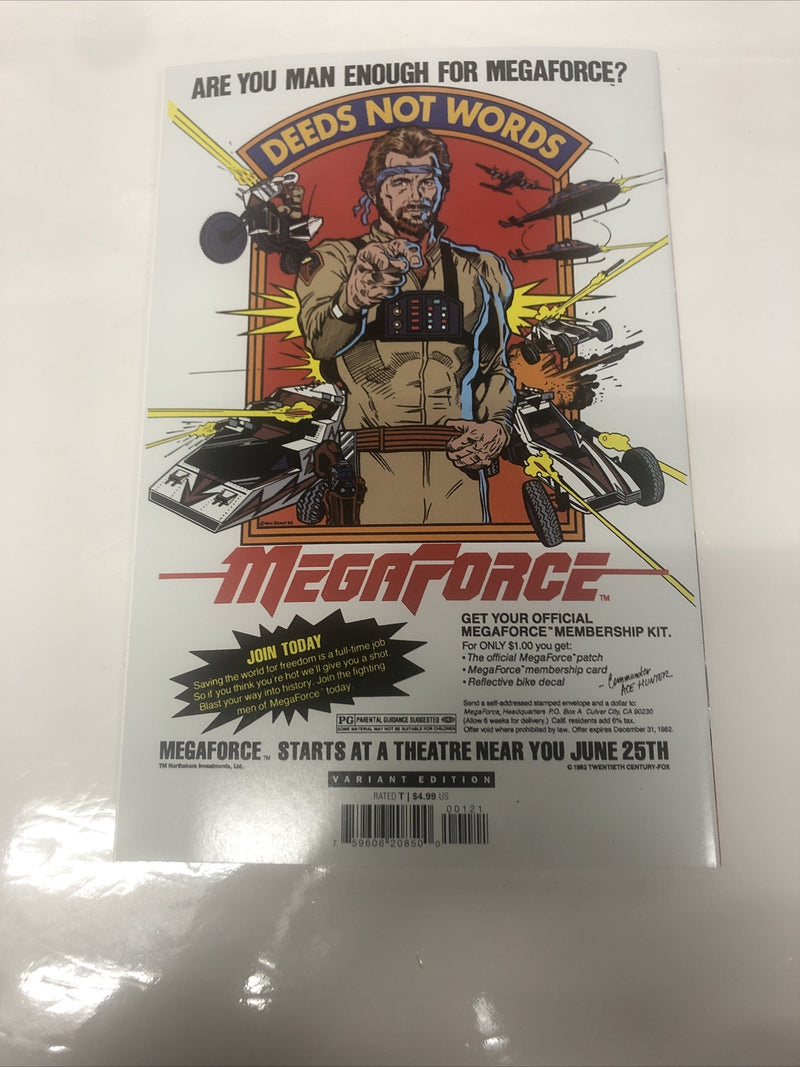 ARE YOU MAN ENOUGH FOR MEGAFORCE?
DEEDS NOT WORDS
MEGAFORCE TM
JOIN TODAY
Saving the world for freedom is a full-time job
So if you think you're hot we'll give you a shot.
Blast your way into history. Join the fighting
men of MegaForce™ today.
GET YOUR OFFICIAL
MEGAFORCE™ MEMBERSHIP KIT.
For ONLY $1.00 you get:
• The official MegaForce™ patch
• MegaForce™ membership card
• Reflective bike decal
- Commander
ACE HUNTER
Send a self-addressed stamped envelope and a dollar to:
MegaForce, Headquarters P.O. Box A Culver City, CA 90230
(Allow 6 weeks for delivery.) Calif. residents add 6% tax.
Offer void where prohibited by law. Offer expires December 31, 1982.
PG PARENTAL GUIDANCE SUGGESTED
SOME MATERIAL MAY NOT BE SUITABLE FOR CHILDREN
MEGAFORCE™ STARTS AT A THEATRE NEAR YOU JUNE 25TH
TM Northshore Investments, Ltd.
© 1982 TWENTIETH CENTURY-FOX
VARIANT EDITION
RATED T | $4.99 US
00121
7 59606 20850 0